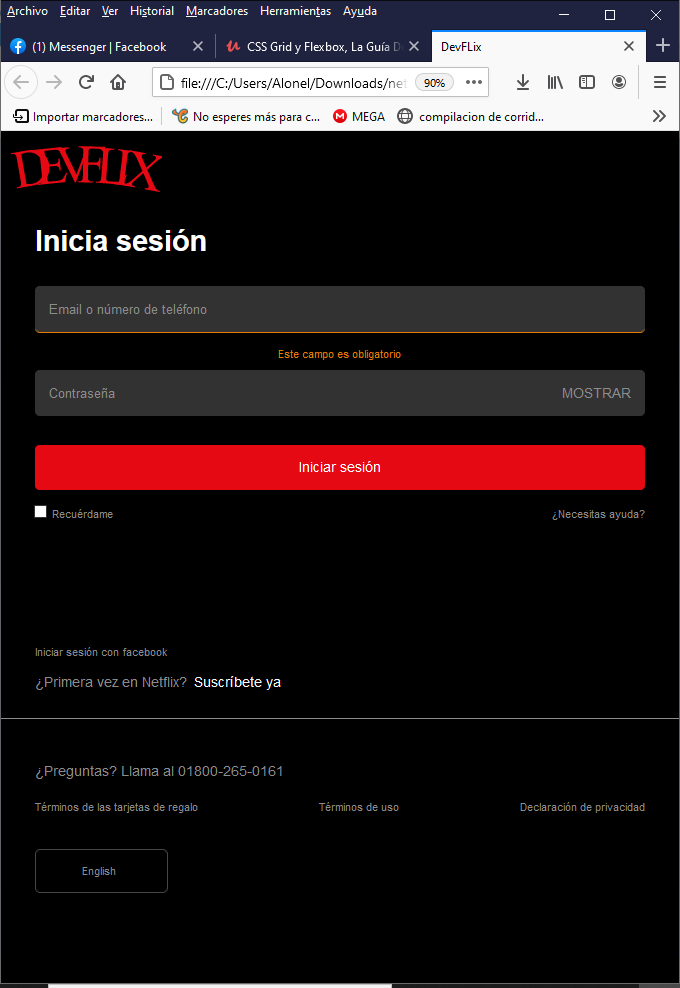 Archivo Editar Ver Historial Marcadores Herramientas Ayuda
(1) Messenger | Facebook CSS Grid y Flexbox, La Guía D DevFLix
file:///C:/Users/Alonel/Downloads/net 90%
Importar marcadores... No esperes más para c... MEGA compilacion de corrid...
DEVFLIX
Inicia sesión
Email o número de teléfono
Este campo es obligatorio
Contraseña MOSTRAR
Iniciar sesión
Recuérdame ¿Necesitas ayuda?
Iniciar sesión con facebook
¿Primera vez en Netflix? Suscríbete ya
¿Preguntas? Llama al 01800-265-0161
Términos de las tarjetas de regalo Términos de uso Declaración de privacidad
English